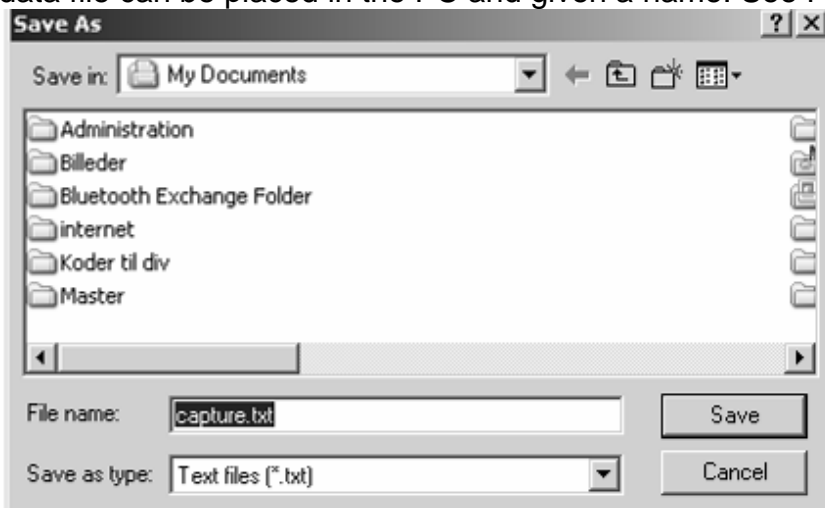 data file can be placed in the PC and given a name. See
Save As
Save in: My Documents
Administration
Billeder
Bluetooth Exchange Folder
internet
Koder til div
Master
File name: capture.txt Save
Save as type: Text files (*.txt) Cancel